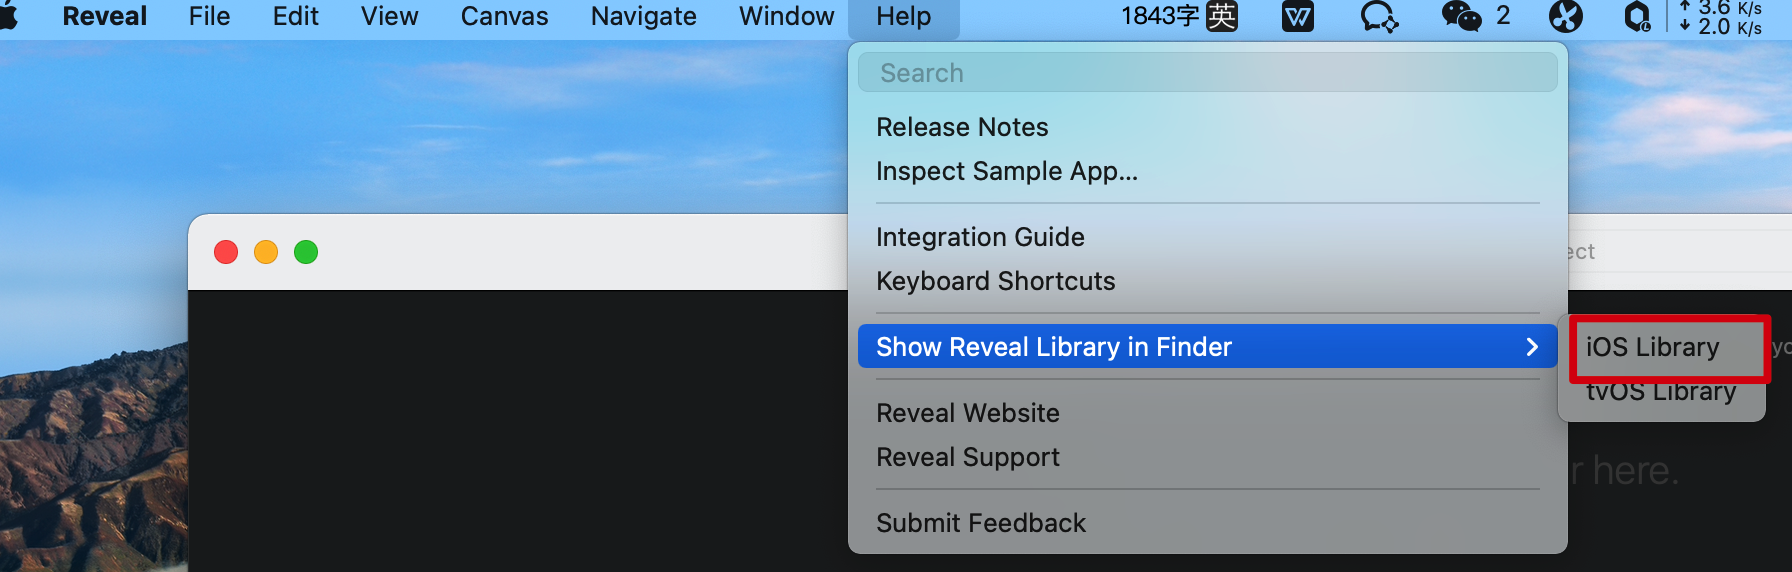 Reveal File Edit View Canvas Navigate Window Help 1843字 英 2 3.6 K/s
2.0 K/s
Search
Release Notes
Inspect Sample App...
Integration Guide
ect
Keyboard Shortcuts
Show Reveal Library in Finder
iOS Library
tvOS Library
Reveal Website
Reveal Support
r here.
Submit Feedback